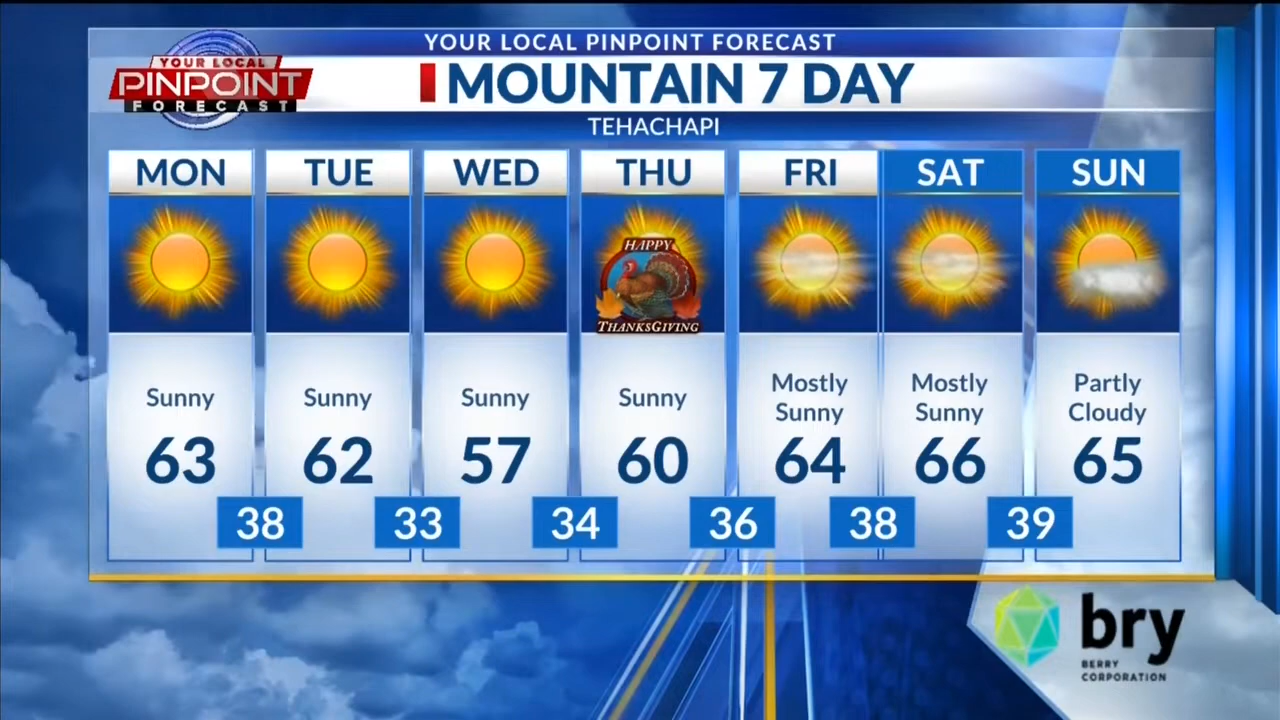 YOUR LOCAL PINPOINT FORECAST
YOUR LOCAL
PINPOINT
FORECAST
MOUNTAIN 7 DAY
TEHACHAPI
MON TUE WED THU FRI SAT SUN
HAPPY
THANKSGIVING
Sunny Sunny Sunny Sunny Mostly Sunny Mostly Sunny Partly Cloudy
63 62 57 60 64 66 65
38 33 34 36 38 39
bry
BERRY
CORPORATION